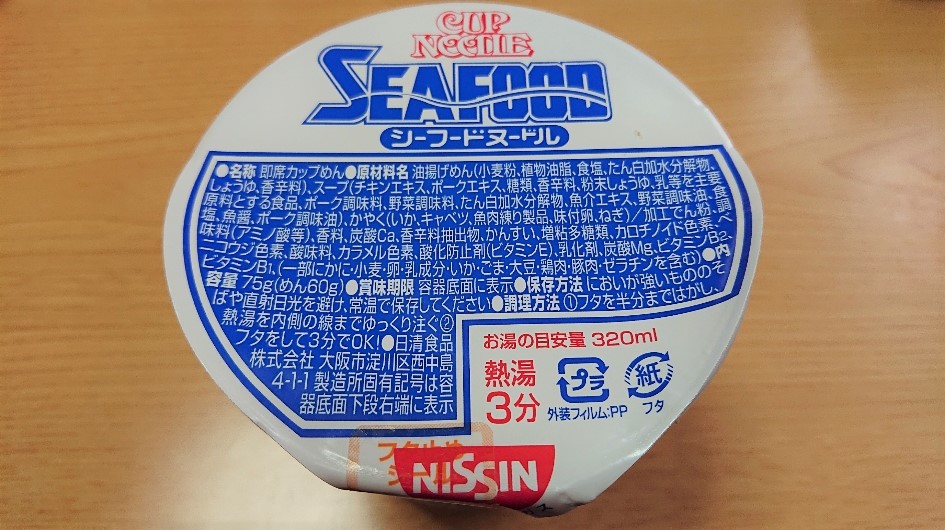 CUP
NOODLE
SEAFOOD
シーフードヌードル
●名称 即席カップめん●原材料名 油揚げめん(小麦粉、植物油脂、食塩、たん白加水分解物、
しょうゆ、香辛料)、スープ(チキンエキス、ポークエキス、糖類、香辛料、粉末しょうゆ、乳等を主要
原料とする食品、ポーク調味料、野菜調味料、たん白加水分解物、魚介エキス、野菜調味油、食
塩、魚醤、ポーク調味油)、かやく(いか、キャベツ、魚肉練り製品、味付卵、ねぎ)/加工でん粉、調
味料(アミノ酸等)、香料、炭酸Ca、香辛料抽出物、かんすい、増粘多糖類、カロチノイド色素、ベ
ニコウジ色素、酸味料、カラメル色素、酸化防止剤(ビタミンE)、乳化剤、炭酸Mg、ビタミンB2、
ビタミンB1、(一部にかに・小麦・卵・乳成分・いか・ごま・大豆・鶏肉・豚肉・ゼラチンを含む)●内
容量 75g(めん60g)●賞味期限 容器底面に表示●保存方法 においが強いもののそ
ばや直射日光を避け、常温で保存してください●調理方法 ①フタを半分まではがし、
熱湯を内側の線までゆっくり注ぐ②
フタをして3分でOK!●日清食品
株式会社 大阪市淀川区西中島
4-1-1 製造所固有記号は容
器底面下段右端に表示
お湯の目安量 320ml
熱湯
3分
プラ
外装フィルム:PP
紙
フタ
フタ止め
シール
NISSIN